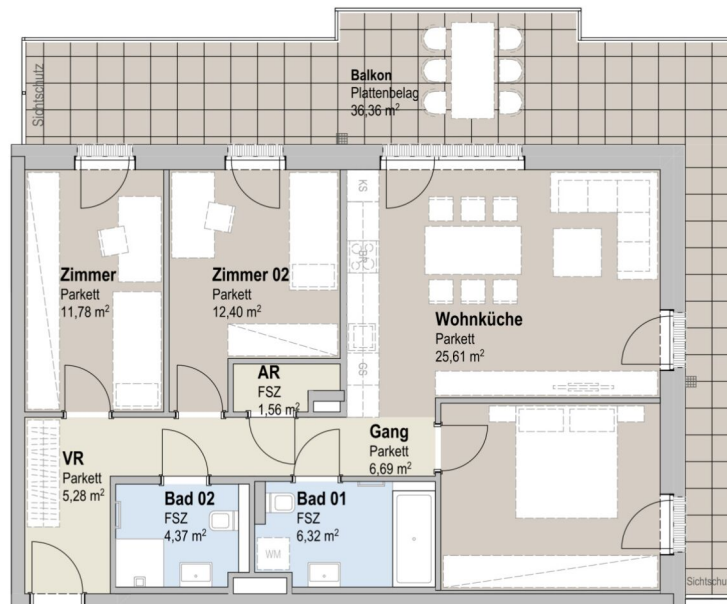 Sichtschutz
Balkon
Plattenbelag
36,36 m²
KS
Zimmer
Parkett
11,78 m²
Zimmer 02
Parkett
12,40 m²
Wohnküche
Parkett
25,61 m²
GS
AR
FSZ
1,56 m²
VR
Parkett
5,28 m²
Gang
Parkett
6,69 m²
Bad 02
FSZ
4,37 m²
Bad 01
FSZ
6,32 m²
WM